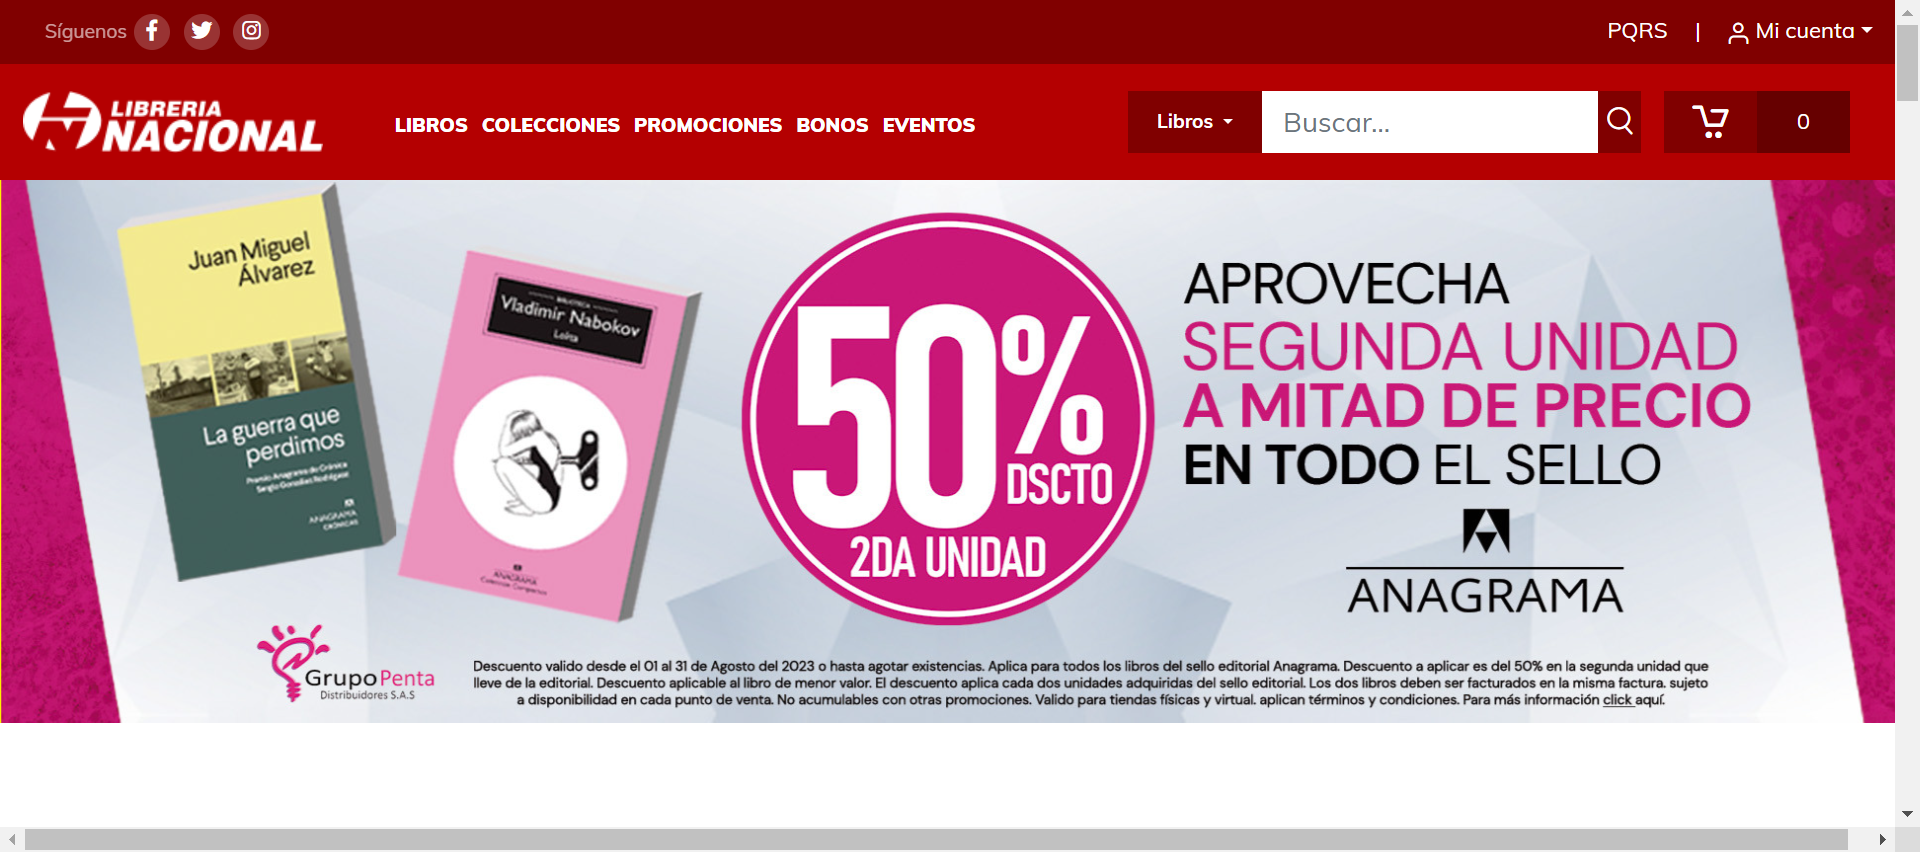 Síguenos
PQRS | Mi cuenta
LIBRERIA
NACIONAL
LIBROS COLECCIONES PROMOCIONES BONOS EVENTOS
Libros
Buscar...
0
Juan Miguel
Álvarez
La guerra que
perdimos
Premio Anagrama de Crónica
Sergio González Rodríguez
ANAGRAMA
CRÓNICAS
BIBLIOTECA
Vladimir Nabokov
Lolita
ANAGRAMA
Colección Compactos
50%
DSCTO
2DA UNIDAD
APROVECHA
SEGUNDA UNIDAD
A MITAD DE PRECIO
EN TODO EL SELLO
ANAGRAMA
GrupoPenta
Distribuidores S.A.S
Descuento valido desde el 01 al 31 de Agosto del 2023 o hasta agotar existencias. Aplica para todos los libros del sello editorial Anagrama. Descuento a aplicar es del 50% en la segunda unidad que
lleve de la editorial. Descuento aplicable al libro de menor valor. El descuento aplica cada dos unidades adquiridas del sello editorial. Los dos libros deben ser facturados en la misma factura. sujeto
a disponibilidad en cada punto de venta. No acumulables con otras promociones. Valido para tiendas físicas y virtual. aplican términos y condiciones. Para más información click aquí.